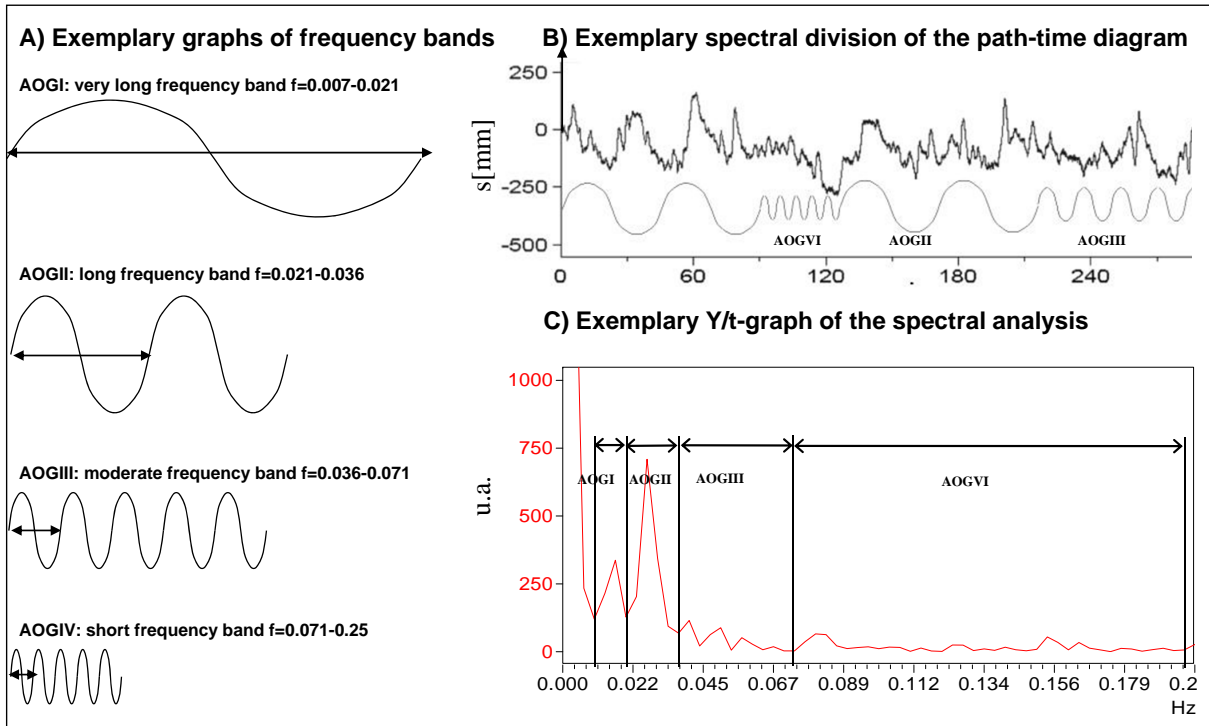 A) Exemplary graphs of frequency bands
AOGI: very long frequency band f=0.007-0.021
AOGII: long frequency band f=0.021-0.036
AOGIII: moderate frequency band f=0.036-0.071
AOGIV: short frequency band f=0.071-0.25
B) Exemplary spectral division of the path-time diagram
s[mm]
250
0
-250
-500
AOGVI AOGII AOGIII
0 60 120 180 240
C) Exemplary Y/t-graph of the spectral analysis
u.a.
1000
750
500
250
0
AOGI AOGII AOGIII AOGVI
0.000 0.022 0.045 0.067 0.089 0.112 0.134 0.156 0.179 0.2
Hz